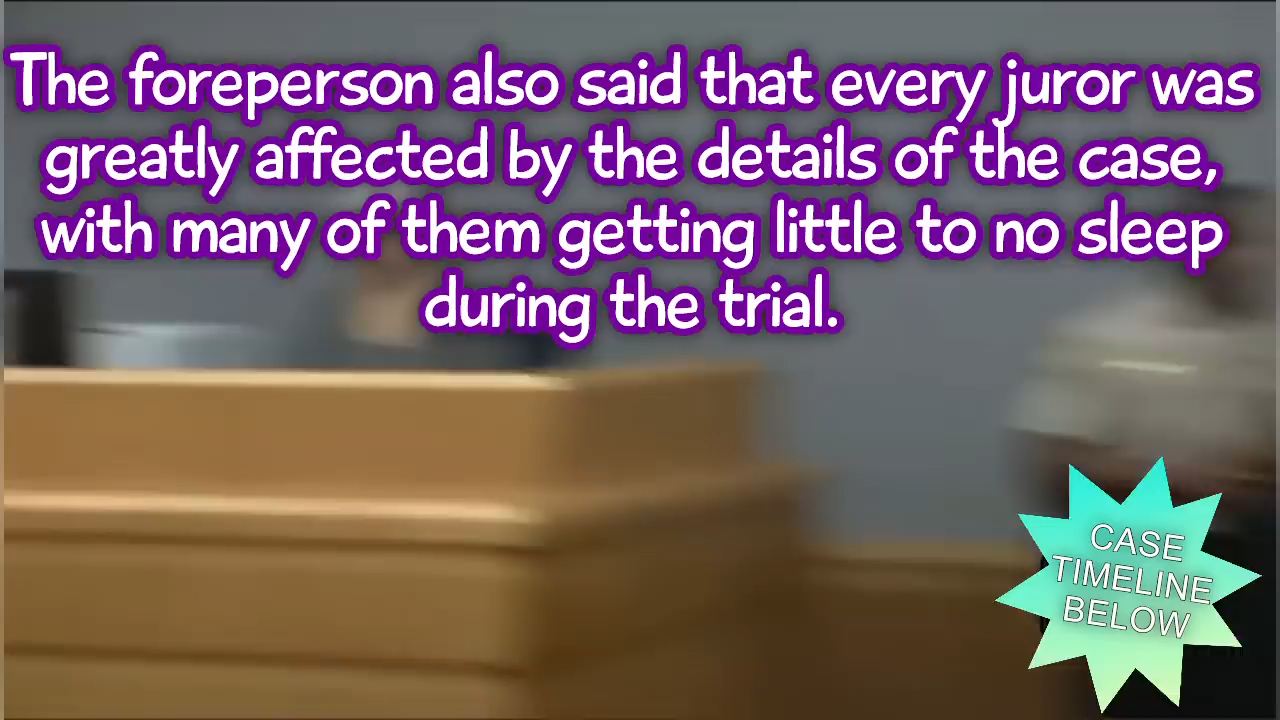 The foreperson also said that every juror was
greatly affected by the details of the case,
with many of them getting little to no sleep
during the trial.
CASE
TIMELINE
BELOW